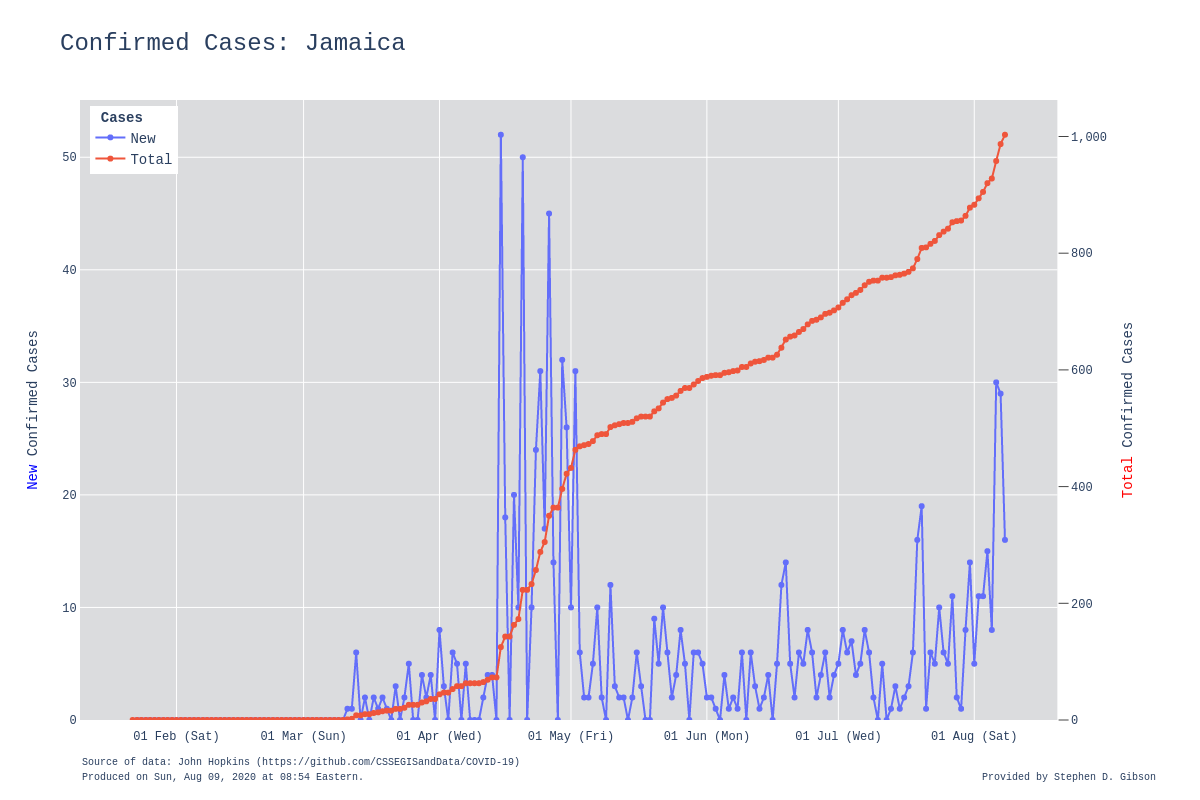 Confirmed Cases: Jamaica
Cases
New
Total
50
40
30
20
10
0
1,000
800
600
400
200
0
New Confirmed Cases
Total Confirmed Cases
01 Feb (Sat)
01 Mar (Sun)
01 Apr (Wed)
01 May (Fri)
01 Jun (Mon)
01 Jul (Wed)
01 Aug (Sat)
Source of data: John Hopkins (https://github.com/CSSEGISandData/COVID-19)
Produced on Sun, Aug 09, 2020 at 08:54 Eastern.
Provided by Stephen D. Gibson